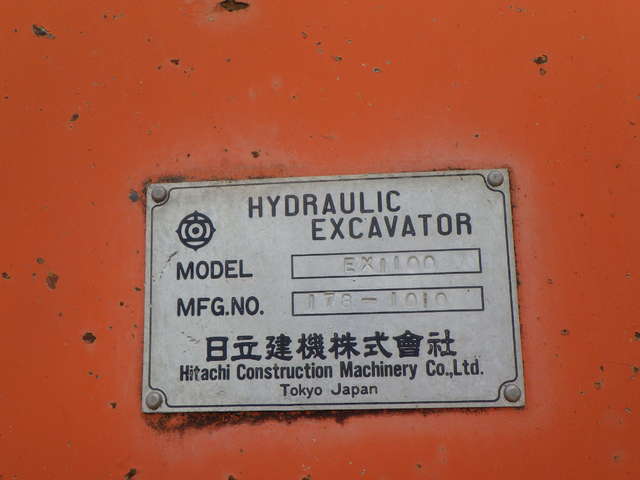 HYDRAULIC
EXCAVATOR
MODEL EX1100
MFG.NO. 178-1010
日立建機株式會社
Hitachi Construction Machinery Co.,Ltd.
Tokyo Japan